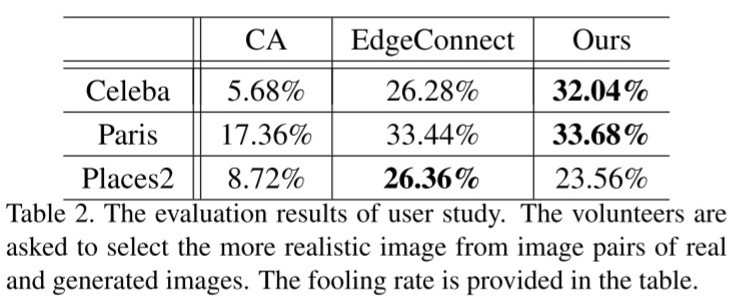 CA EdgeConnect Ours
Celeba 5.68% 26.28% 32.04%
Paris 17.36% 33.44% 33.68%
Places2 8.72% 26.36% 23.56%
Table 2. The evaluation results of user study. The volunteers are
asked to select the more realistic image from image pairs of real
and generated images. The fooling rate is provided in the table.